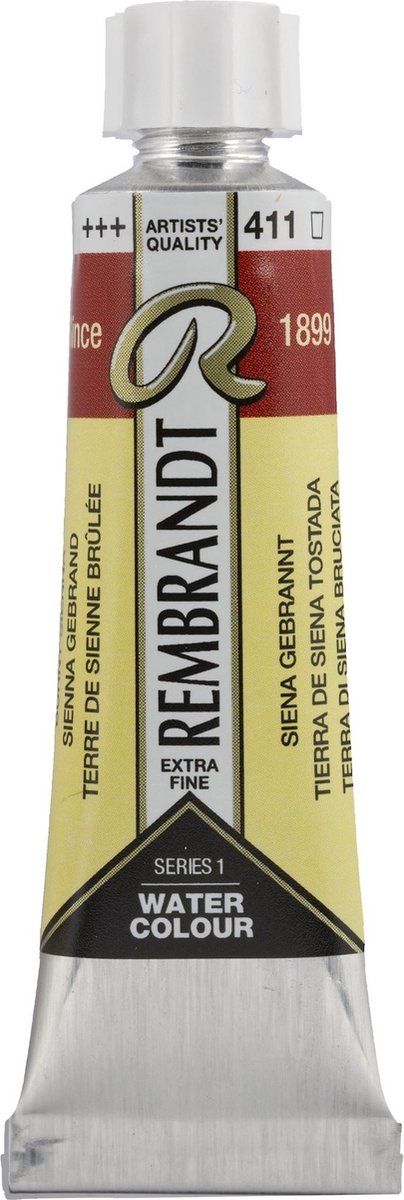 +++
ARTISTS'
QUALITY
411
1899
R
REMBRANDT
SIENNA GEBRAND
TERRE DE SIENNE BRÛLÉE
SIENA GEBRANNT
TIERRA DE SIENA TOSTADA
TERRA DI SIENA BRUCIATA
EXTRA
FINE
SERIES 1
WATER
COLOUR